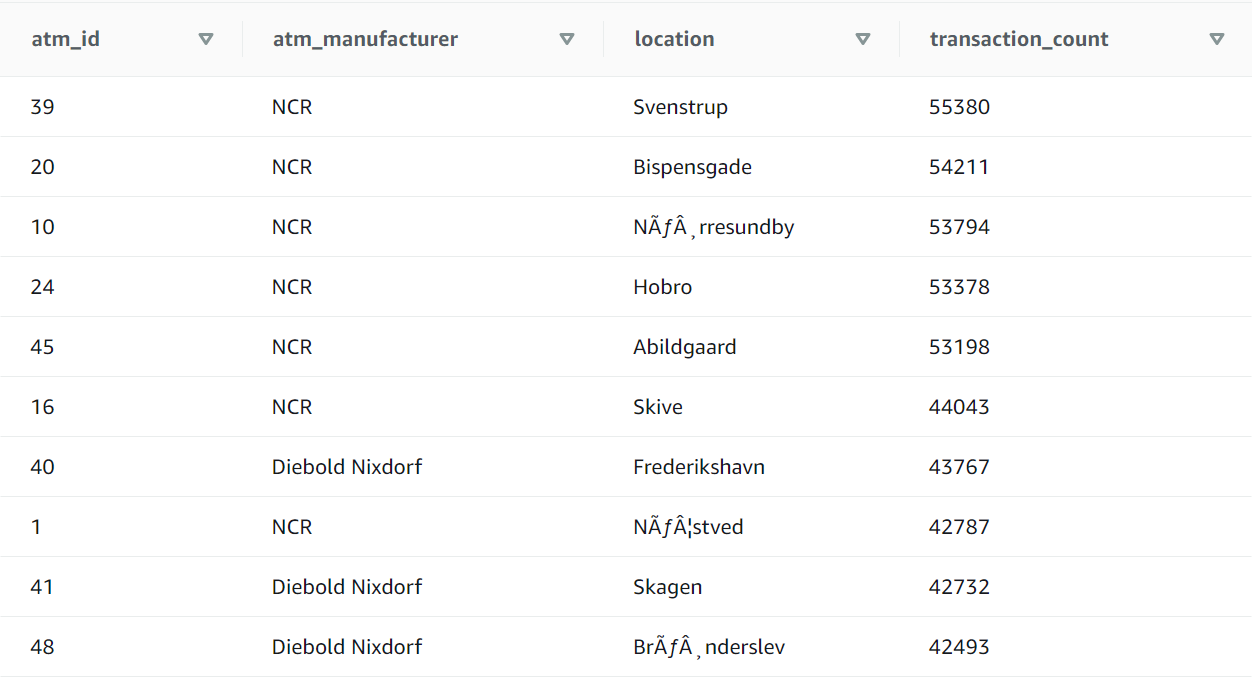 atm_id atm_manufacturer location transaction_count
39 NCR Svenstrup 55380
20 NCR Bispensgade 54211
10 NCR NÃƒÂ¸rresundby 53794
24 NCR Hobro 53378
45 NCR Abildgaard 53198
16 NCR Skive 44043
40 Diebold Nixdorf Frederikshavn 43767
1 NCR NÃƒÂ¦stved 42787
41 Diebold Nixdorf Skagen 42732
48 Diebold Nixdorf BrÃƒÂ¸nderslev 42493